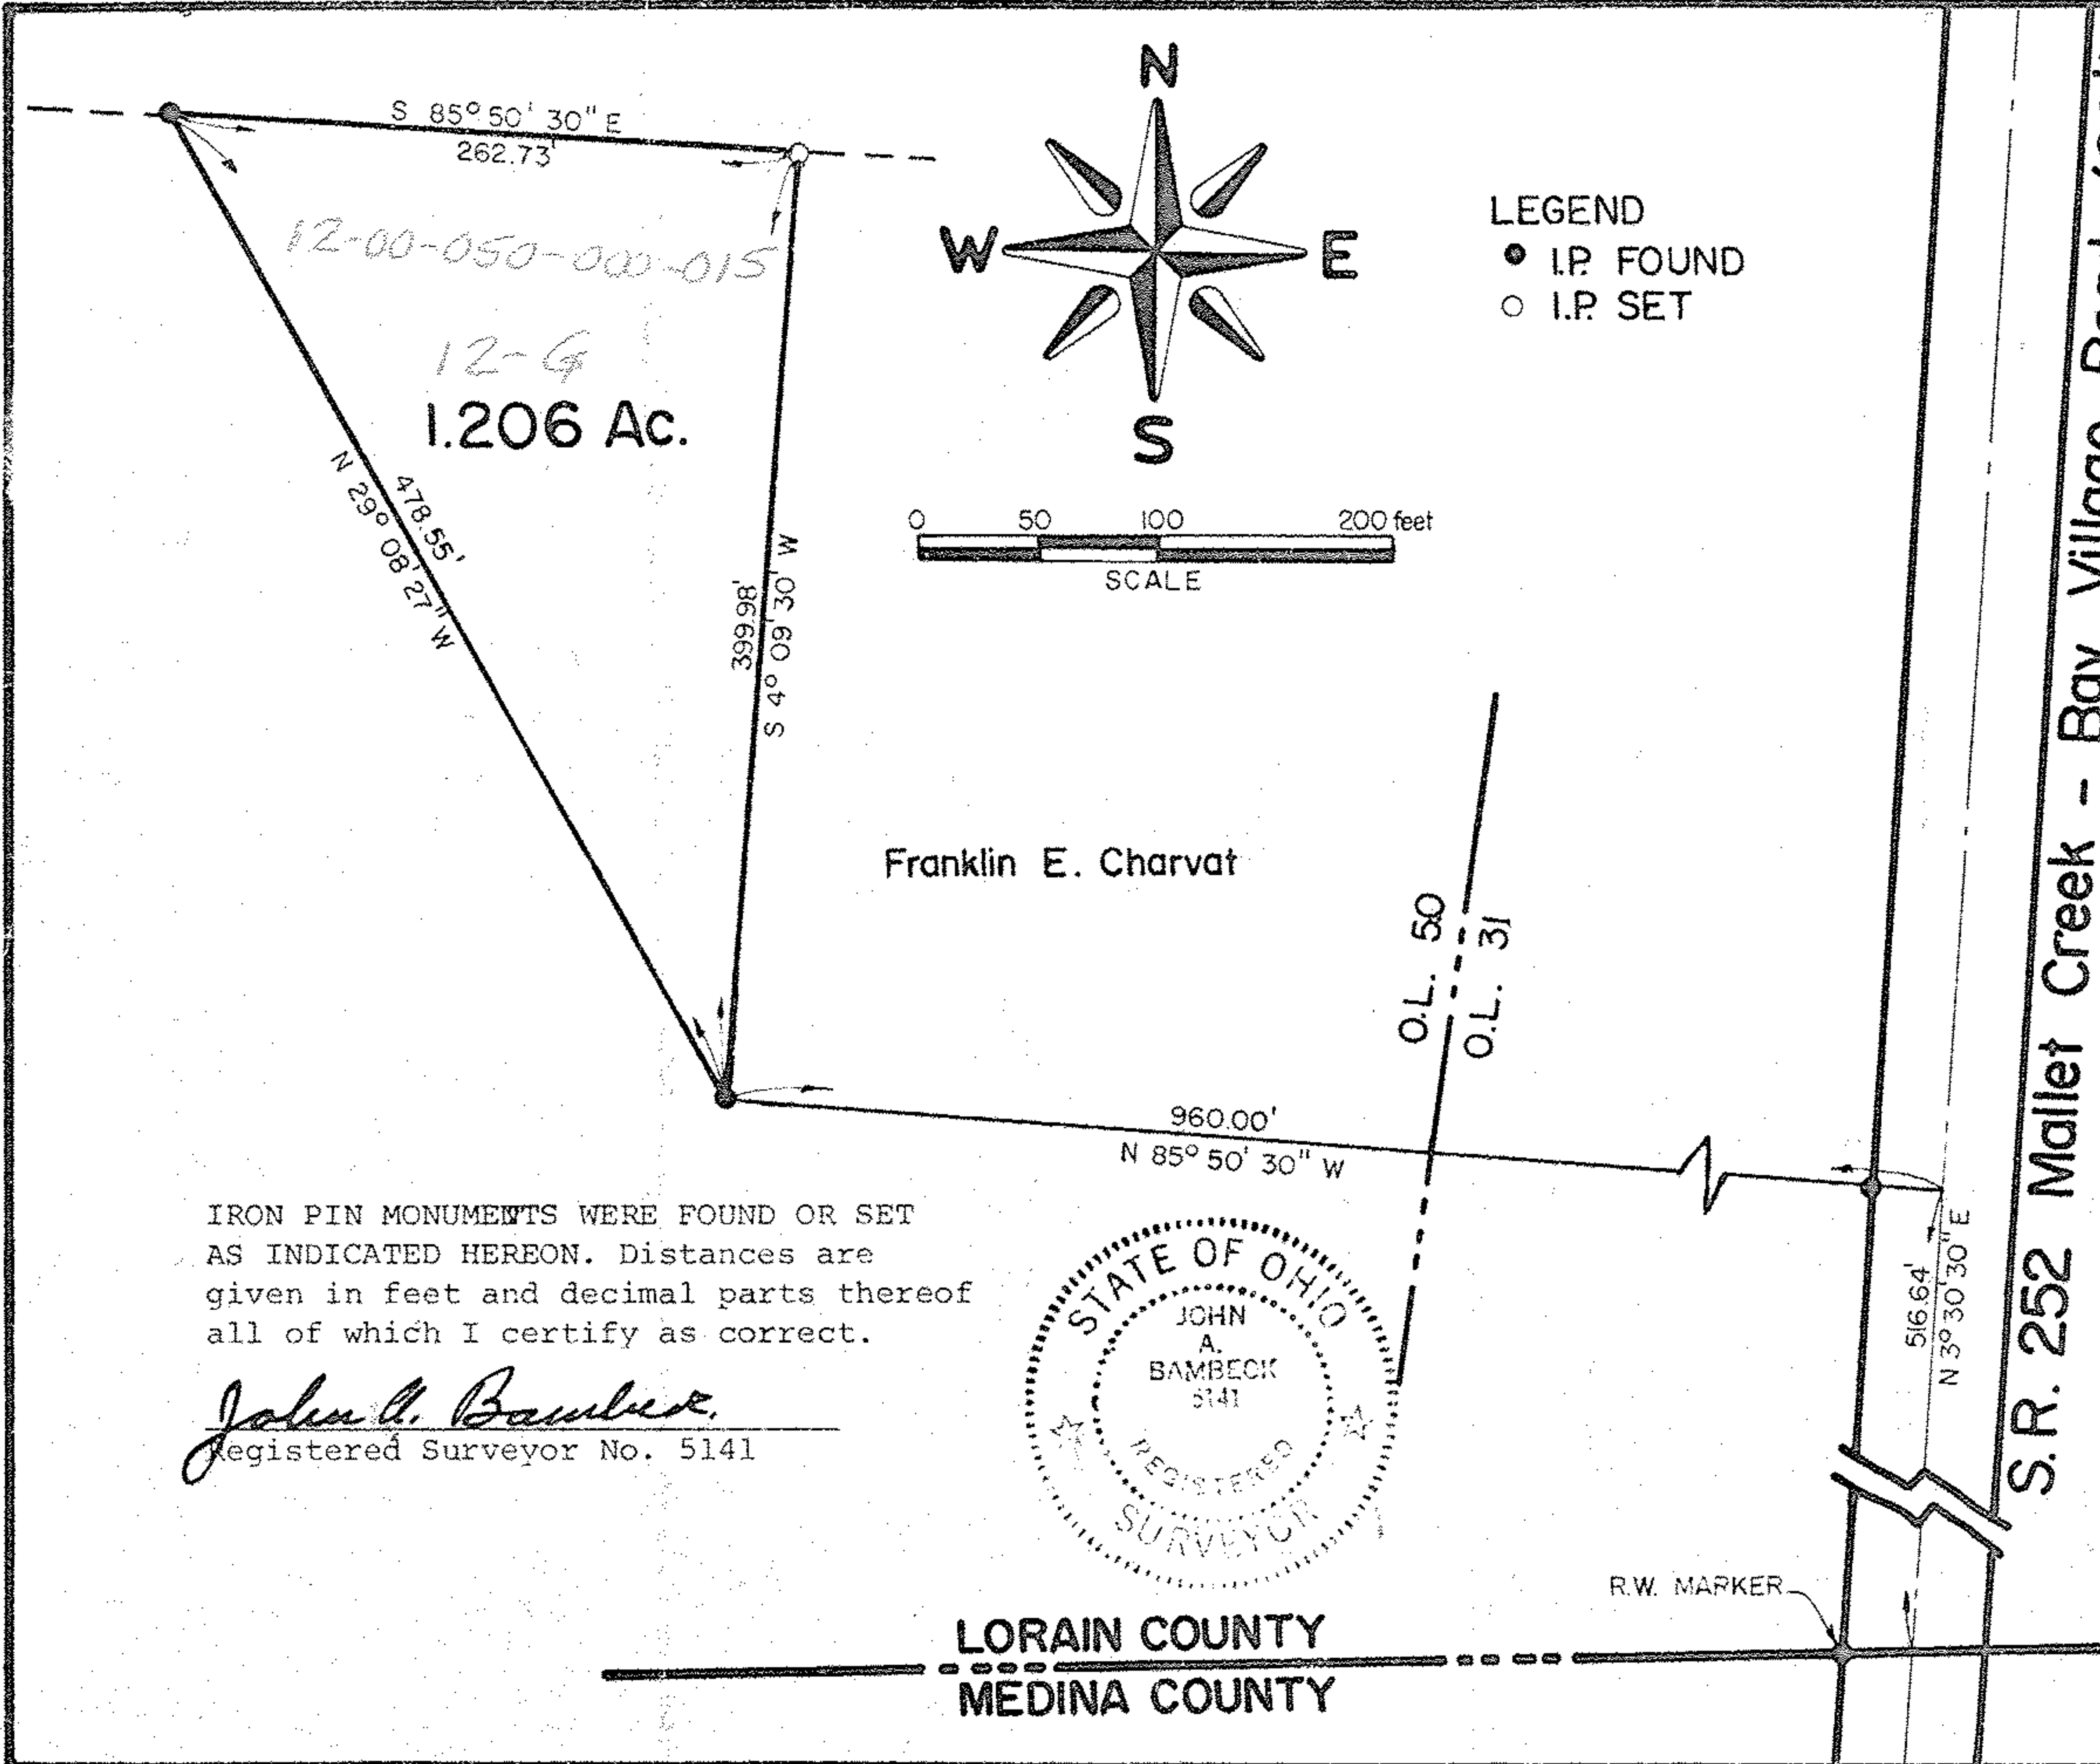 N
S 85° 50' 30" E
262.73'
12-00-050-000-015
12-G
1.206 Ac.
W
E
S
LEGEND
I.P. FOUND
I.P. SET
0 50 100 200 feet
SCALE
478.55'
N 29° 08' 27" W
399.98'
S 4° 09' 30" W
Franklin E. Charvat
O.L. 50
O.L. 31
960.00'
N 85° 50' 30" W
516.64'
N 3° 30' 30" E
S.R. 252 Mallet Creek - Bay Village Road
IRON PIN MONUMENTS WERE FOUND OR SET
AS INDICATED HEREON. Distances are
given in feet and decimal parts thereof
all of which I certify as correct.
John A. Bambeck
Registered Surveyor No. 5141
STATE OF OHIO
JOHN
A.
BAMBECK
5141
REGISTERED
SURVEYOR
R.W. MARKER
LORAIN COUNTY
MEDINA COUNTY